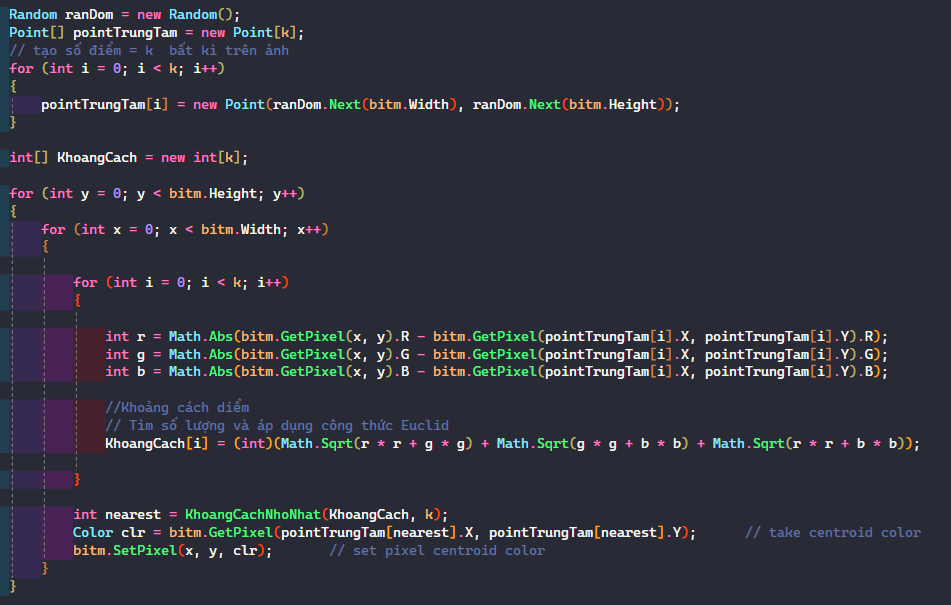 Random ranDom = new Random();
Point[] pointTrungTam = new Point[k];
// tạo số điểm = k  bất kì trên ảnh
for (int i = 0; i < k; i++)
{
pointTrungTam[i] = new Point(ranDom.Next(bitm.Width), ranDom.Next(bitm.Height));
}
int[] KhoangCach = new int[k];
for (int y = 0; y < bitm.Height; y++)
{
for (int x = 0; x < bitm.Width; x++)
{
for (int i = 0; i < k; i++)
{
int r = Math.Abs(bitm.GetPixel(x, y).R - bitm.GetPixel(pointTrungTam[i].X, pointTrungTam[i].Y).R);
int g = Math.Abs(bitm.GetPixel(x, y).G - bitm.GetPixel(pointTrungTam[i].X, pointTrungTam[i].Y).G);
int b = Math.Abs(bitm.GetPixel(x, y).B - bitm.GetPixel(pointTrungTam[i].X, pointTrungTam[i].Y).B);
//Khoảng cách điểm
// Tìm số lượng và áp dụng công thức Euclid
KhoangCach[i] = (int)(Math.Sqrt(r * r + g * g) + Math.Sqrt(g * g + b * b) + Math.Sqrt(r * r + b * b));
}
int nearest = KhoangCachNhoNhat(KhoangCach, k);
Color clr = bitm.GetPixel(pointTrungTam[nearest].X, pointTrungTam[nearest].Y);      // take centroid color
bitm.SetPixel(x, y, clr);       // set pixel centroid color
}
}